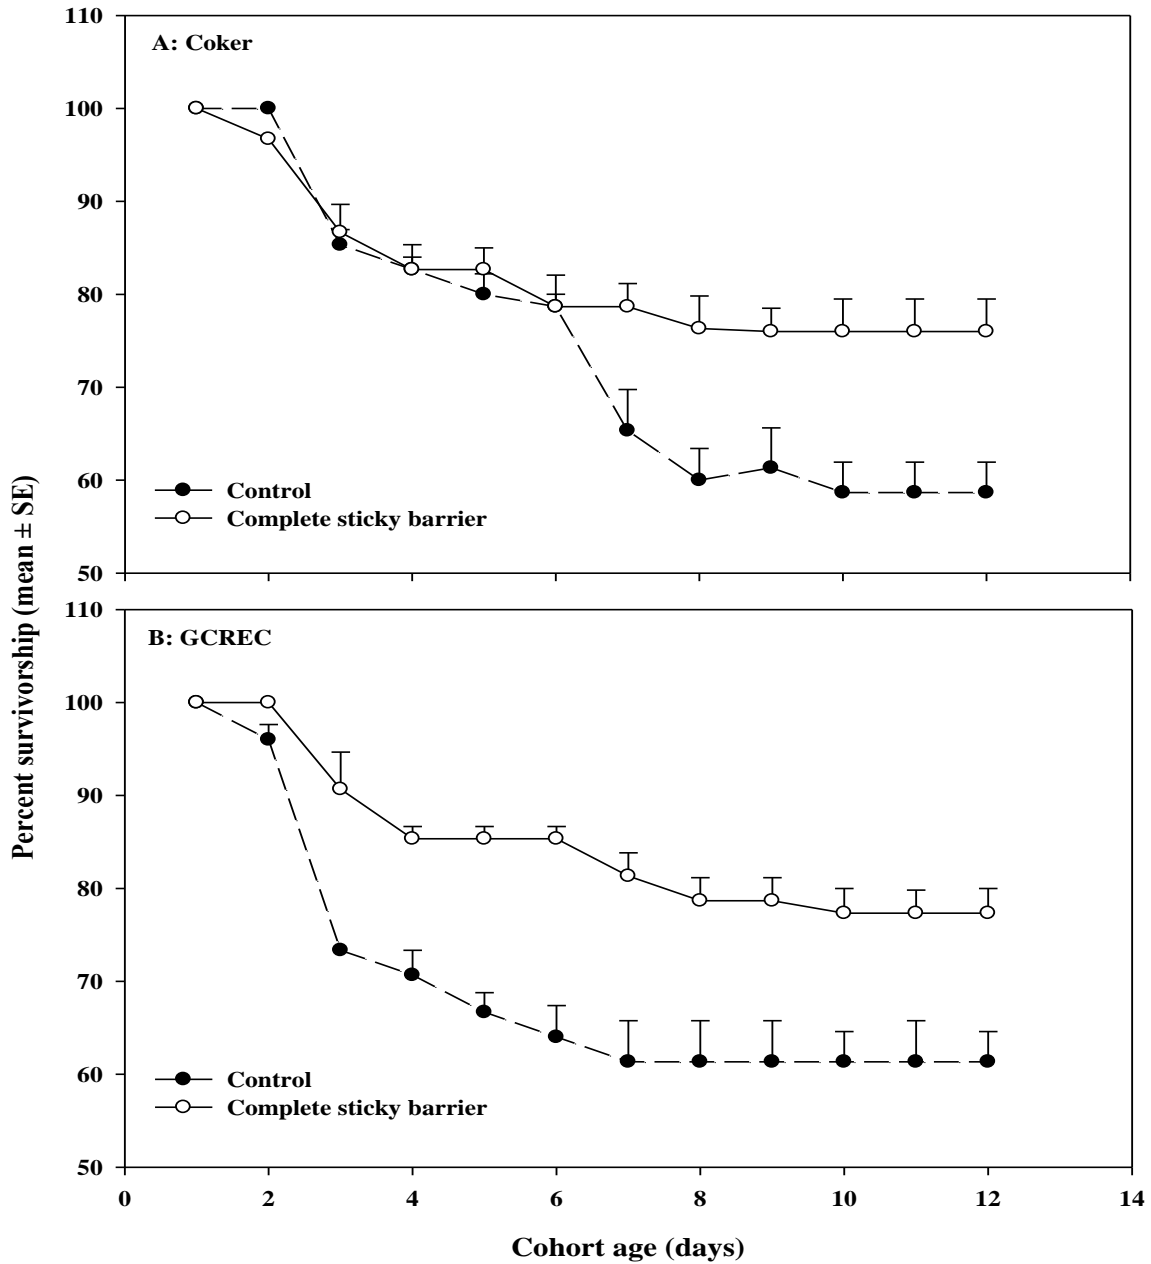 110
A: Coker
100
90
80
70
60
50
Control
Complete sticky barrier
Percent survivorship (mean ± SE)
110
B: GCREC
100
90
80
70
60
50
Control
Complete sticky barrier
0 2 4 6 8 10 12 14
Cohort age (days)